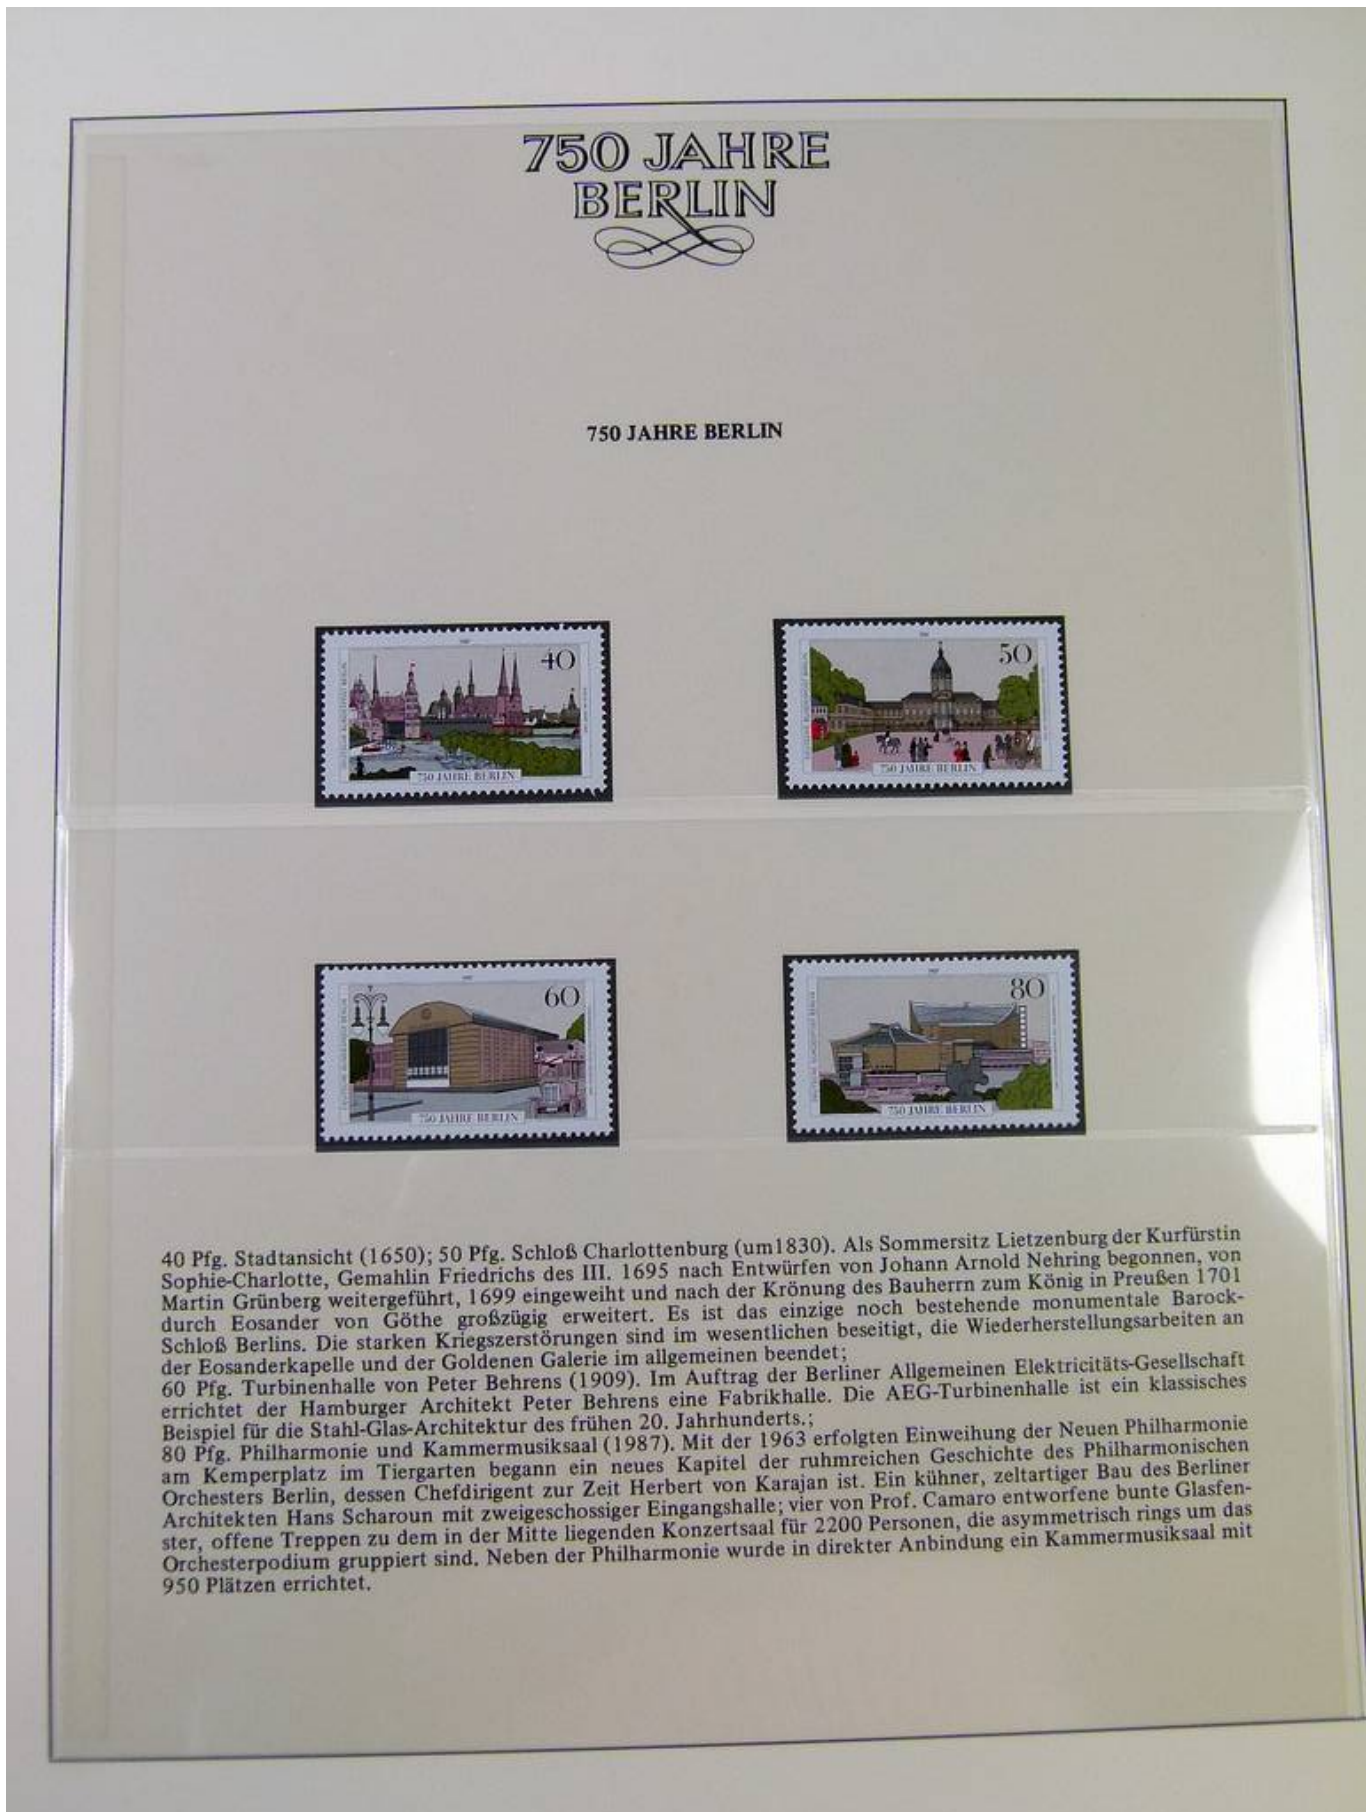 750 JAHRE
BERLIN
750 JAHRE BERLIN
40
DEUTSCHE BUNDESPOST BERLIN
750 JAHRE BERLIN
50
DEUTSCHE BUNDESPOST BERLIN
750 JAHRE BERLIN
60
DEUTSCHE BUNDESPOST BERLIN
750 JAHRE BERLIN
80
DEUTSCHE BUNDESPOST BERLIN
750 JAHRE BERLIN
40 Pfg. Stadtansicht (1650); 50 Pfg. Schloß Charlottenburg (um1830). Als Sommersitz Lietzenburg der Kurfürstin
Sophie-Charlotte, Gemahlin Friedrichs des III. 1695 nach Entwürfen von Johann Arnold Nehring begonnen, von
Martin Grünberg weitergeführt, 1699 eingeweiht und nach der Krönung des Bauherrn zum König in Preußen 1701
durch Eosander von Göthe großzügig erweitert. Es ist das einzige noch bestehende monumentale Barock-
Schloß Berlins. Die starken Kriegszerstörungen sind im wesentlichen beseitigt, die Wiederherstellungsarbeiten an
der Eosanderkapelle und der Goldenen Galerie im allgemeinen beendet;
60 Pfg. Turbinenhalle von Peter Behrens (1909). Im Auftrag der Berliner Allgemeinen Elektricitäts-Gesellschaft
errichtet der Hamburger Architekt Peter Behrens eine Fabrikhalle. Die AEG-Turbinenhalle ist ein klassisches
Beispiel für die Stahl-Glas-Architektur des frühen 20. Jahrhunderts.;
80 Pfg. Philharmonie und Kammermusiksaal (1987). Mit der 1963 erfolgten Einweihung der Neuen Philharmonie
am Kemperplatz im Tiergarten begann ein neues Kapitel der ruhmreichen Geschichte des Philharmonischen
Orchesters Berlin, dessen Chefdirigent zur Zeit Herbert von Karajan ist. Ein kühner, zeltartiger Bau des Berliner
Architekten Hans Scharoun mit zweigeschossiger Eingangshalle; vier von Prof. Camaro entworfene bunte Glasfen-
ster, offene Treppen zu dem in der Mitte liegenden Konzertsaal für 2200 Personen, die asymmetrisch rings um das
Orchesterpodium gruppiert sind. Neben der Philharmonie wurde in direkter Anbindung ein Kammermusiksaal mit
950 Plätzen errichtet.